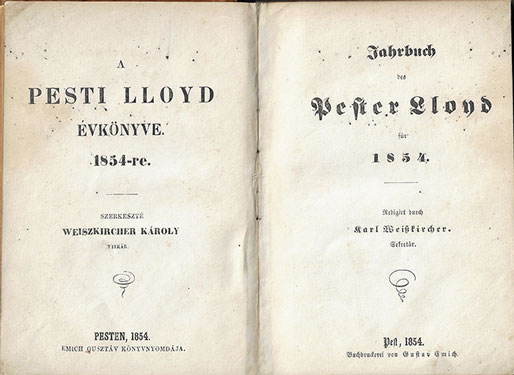 A
PESTI LLOYD
ÉVKÖNYVE.
1854-re.
SZERKESZTÉ
WEISZKIRCHER KÁROLY
TITKÁR.
PESTEN, 1854.
EMICH GUSZTÁV KÖNYVNYOMDÁJA.
Jahrbuch
des
Pester Lloyd
für
1854.
Redigirt durch
Karl Weißkircher.
Sekretär.
Pest, 1854.
Buchdruckerei von Gustav Emich.